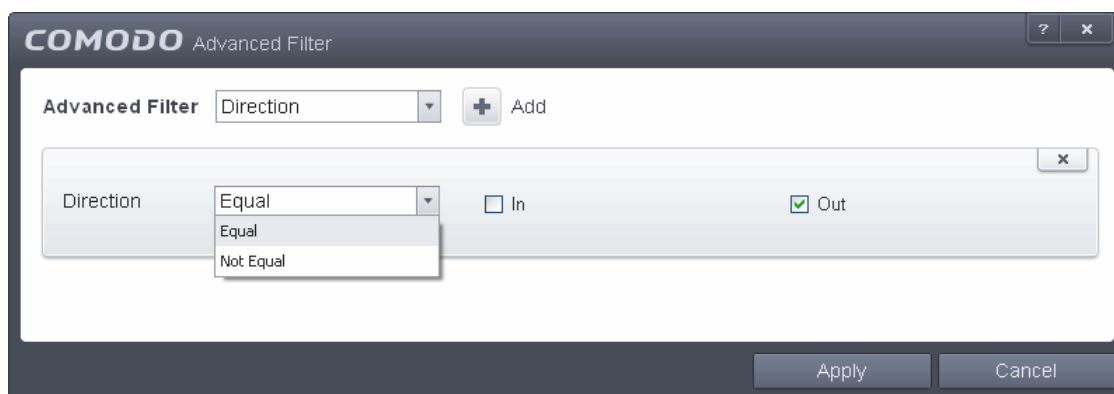 COMODO Advanced Filter ? x
Advanced Filter Direction + Add
x
Direction Equal In Out
Equal
Not Equal
Apply Cancel